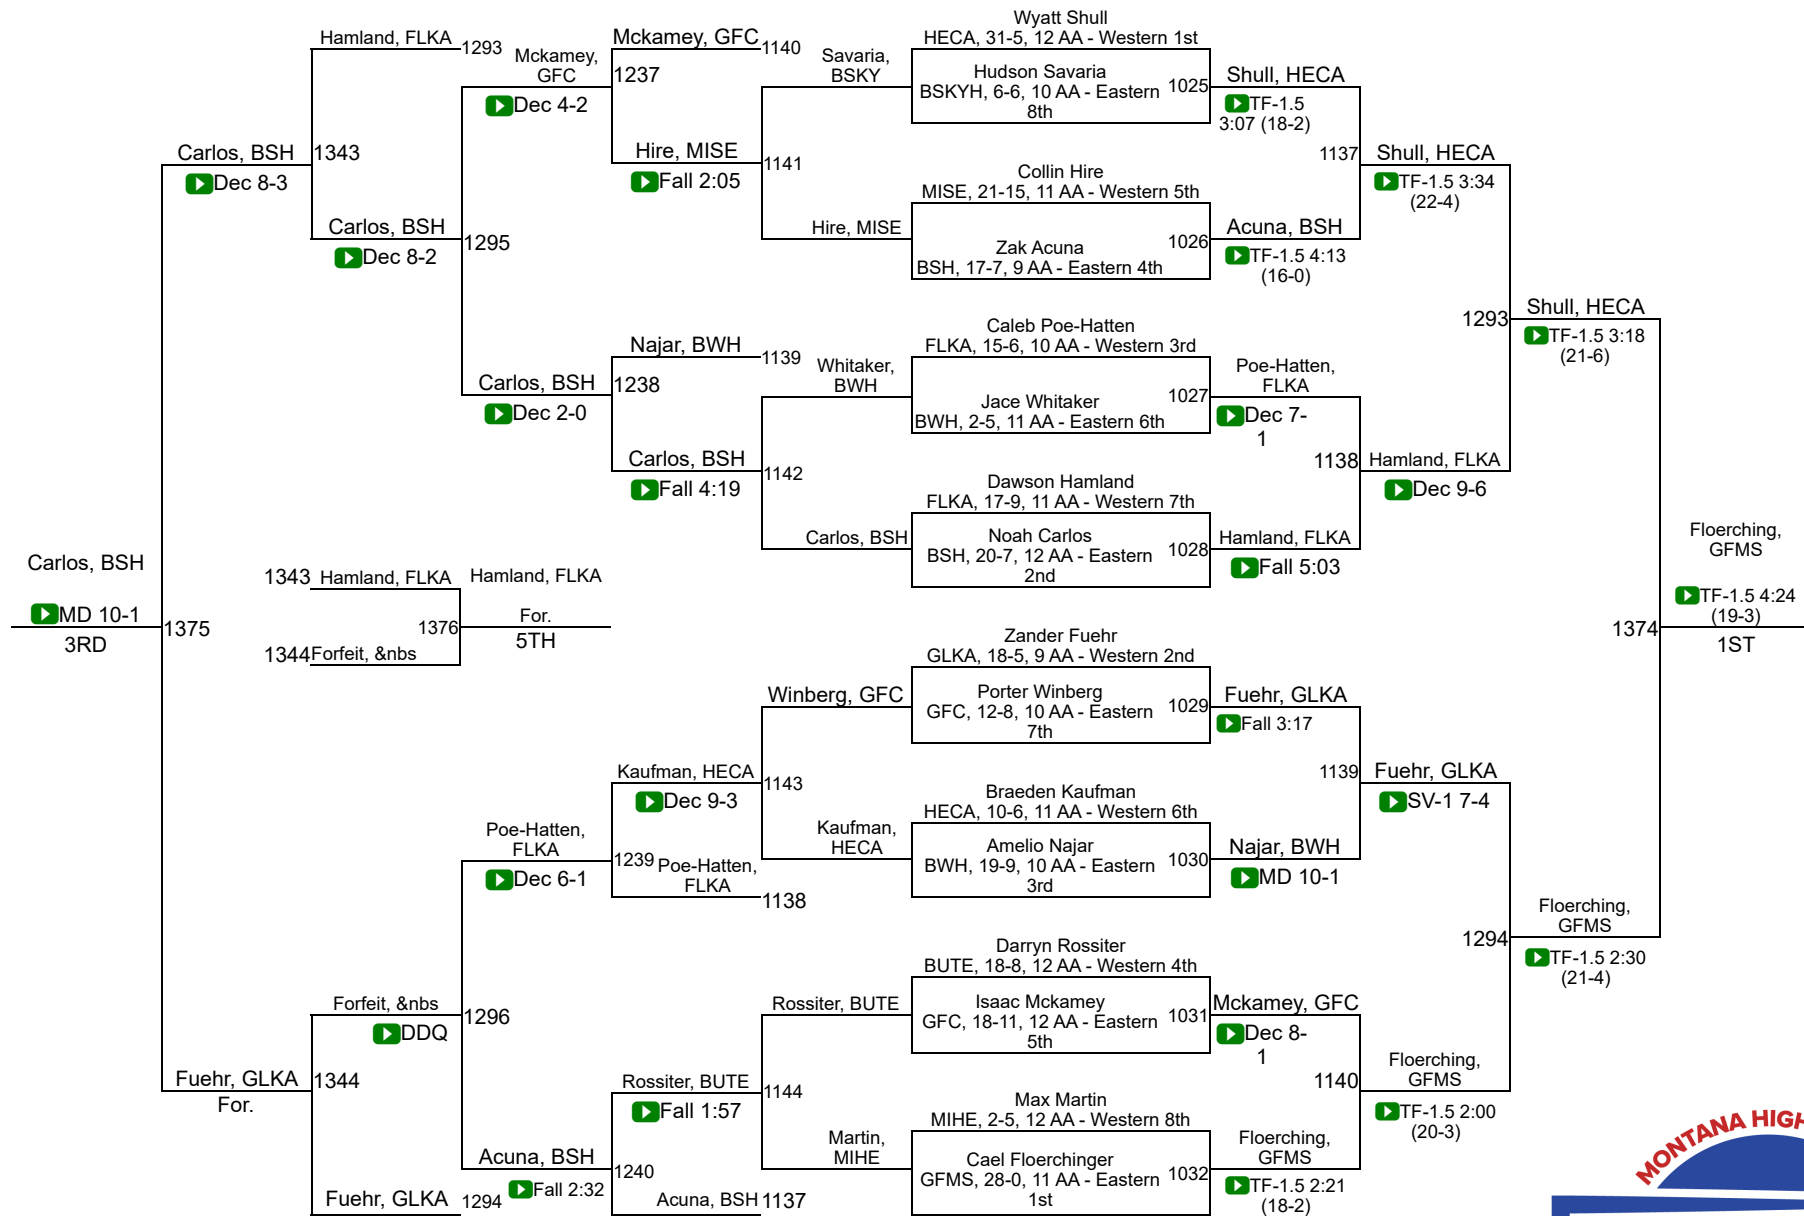 Wyatt Shull
Hamland, FLKA
1293
Mckamey, GFC
1140
HECA, 31-5, 12 AA - Western 1st
Mckamey,
GFC
1237
Savaria,
BSKY
Hudson Savaria
BSKYH, 6-6, 10 AA - Eastern
8th
1025
Shull, HECA
Dec 4-2
TF-1.5
3:07 (18-2)
Carlos, BSH
1343
Hire, MISE
1141
1137
Shull, HECA
Dec 8-3
Fall 2:05
Collin Hire
MISE, 21-15, 11 AA - Western 5th
TF-1.5 3:34
(22-4)
Carlos, BSH
1295
Hire, MISE
Zak Acuna
BSH, 17-7, 9 AA - Eastern 4th
1026
Acuna, BSH
Dec 8-2
TF-1.5 4:13
(16-0)
1293
Shull, HECA
TF-1.5 3:18
(21-6)
Caleb Poe-Hatten
FLKA, 15-6, 10 AA - Western 3rd
Najar, BWH
1139
Carlos, BSH
1238
Whitaker,
BWH
Jace Whitaker
BWH, 2-5, 11 AA - Eastern 6th
1027
Poe-Hatten,
FLKA
Dec 2-0
Dec 7-
1
Carlos, BSH
1142
1138
Hamland, FLKA
Fall 4:19
Dawson Hamland
FLKA, 17-9, 11 AA - Western 7th
Dec 9-6
Carlos, BSH
Noah Carlos
BSH, 20-7, 12 AA - Eastern
2nd
1028
Hamland, FLKA
Fall 5:03
Floerching,
GFMS
Carlos, BSH
1343
Hamland, FLKA
Hamland, FLKA
TF-1.5 4:24
(19-3)
MD 10-1
1375
1376
For.
1374
3RD
5TH
1ST
1344
Forfeit, &nbs
Zander Fuehr
GLKA, 18-5, 9 AA - Western 2nd
Winberg, GFC
Porter Winberg
GFC, 12-8, 10 AA - Eastern
7th
1029
Fuehr, GLKA
Fall 3:17
Kaufman, HECA
1143
1139
Fuehr, GLKA
Dec 9-3
Braeden Kaufman
HECA, 10-6, 11 AA - Western 6th
SV-1 7-4
Poe-Hatten,
FLKA
1239
Poe-Hatten,
FLKA
1138
Kaufman,
HECA
Amelio Najar
BWH, 19-9, 10 AA - Eastern
3rd
1030
Najar, BWH
Dec 6-1
MD 10-1
1294
Floerching,
GFMS
TF-1.5 2:30
(21-4)
Darryn Rossiter
BUTE, 18-8, 12 AA - Western 4th
Forfeit, &nbs
1296
Rossiter, BUTE
Isaac Mckamey
GFC, 18-11, 12 AA - Eastern
5th
1031
Mckamey, GFC
DDQ
Dec 8-
1
Fuehr, GLKA
1344
Rossiter, BUTE
1144
1140
Floerching,
GFMS
For.
Fall 1:57
Max Martin
MIHE, 2-5, 12 AA - Western 8th
TF-1.5 2:00
(20-3)
Acuna, BSH
1240
Martin,
MIHE
Cael Floerchinger
GFMS, 28-0, 11 AA - Eastern
1st
1032
Floerching,
GFMS
Fall 2:32
TF-1.5 2:21
(18-2)
Fuehr, GLKA
1294
Acuna, BSH
1137
MONTANA HIGH